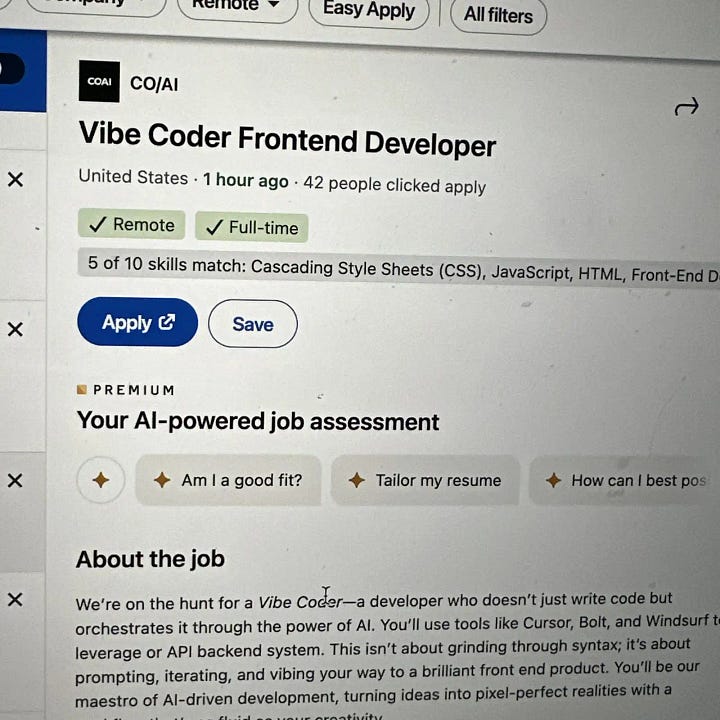 Remote
Easy Apply
All filters
COAI
CO/AI
Vibe Coder Frontend Developer
United States · 1 hour ago · 42 people clicked apply
Remote
Full-time
5 of 10 skills match: Cascading Style Sheets (CSS), JavaScript, HTML, Front-End D
Apply
Save
PREMIUM
Your AI-powered job assessment
Am I a good fit?
Tailor my resume
How can I best pos
About the job
We're on the hunt for a Vibe Coder—a developer who doesn't just write code but
orchestrates it through the power of AI. You'll use tools like Cursor, Bolt, and Windsurf t
leverage or API backend system. This isn't about grinding through syntax; it's about
prompting, iterating, and vibing your way to a brilliant front end product. You'll be our
maestro of AI-driven development, turning ideas into pixel-perfect realities with a